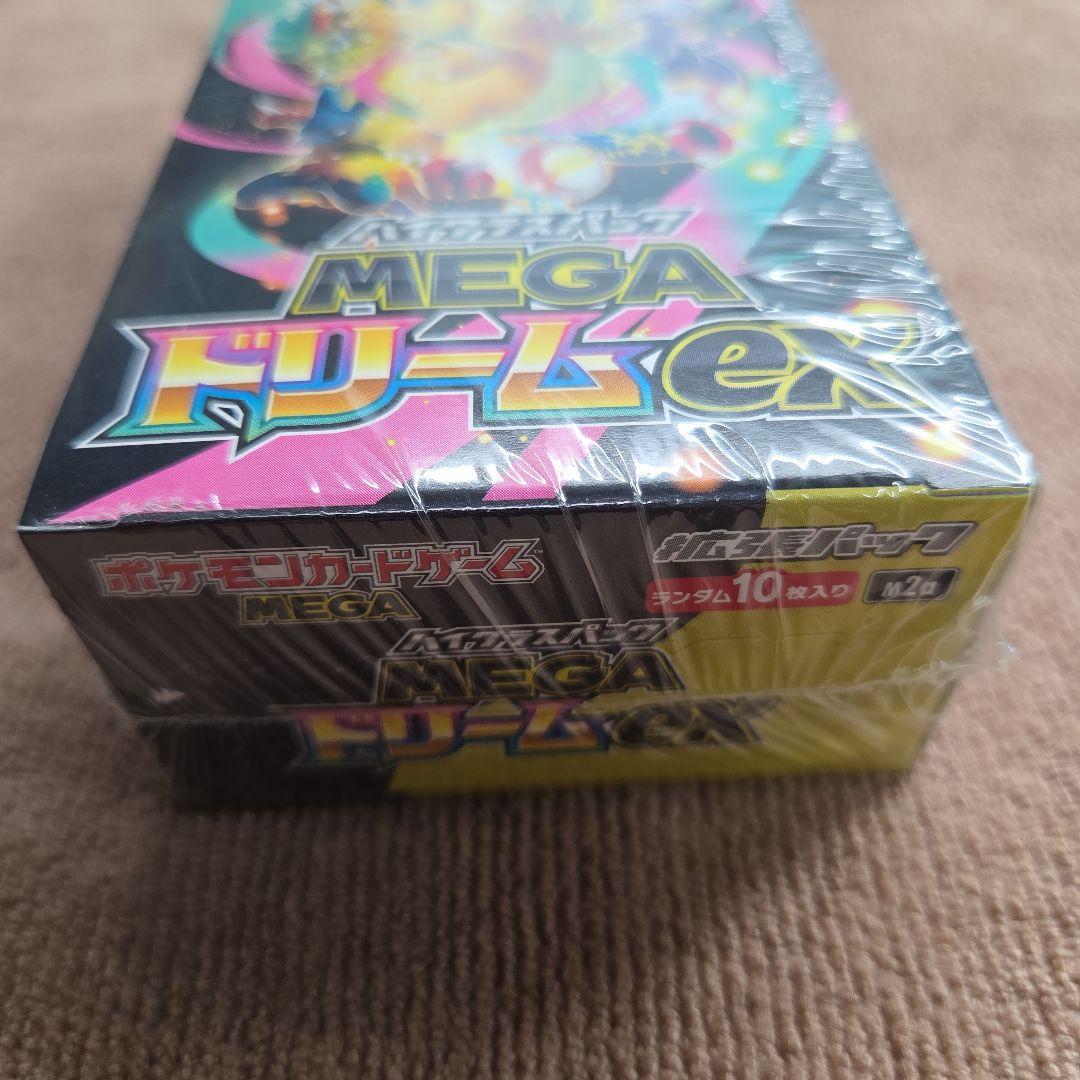 ハイクラスパック
MEGA
ドリームex
ポケモンカードゲーム™
MEGA
拡張パック
ランダム10枚入り M2a
ハイクラスパック
MEGA
ドリームex